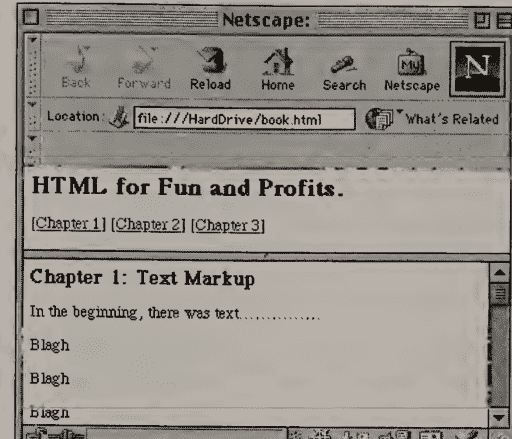 Netscape:
Back Forward Reload Home Search Netscape
My
N
Location: file:///HardDrive/book.html What's Related
HTML for Fun and Profits.
[Chapter 1] [Chapter 2] [Chapter 3]
Chapter 1: Text Markup
In the beginning, there was text...............
Blagh
Blagh
Blagh